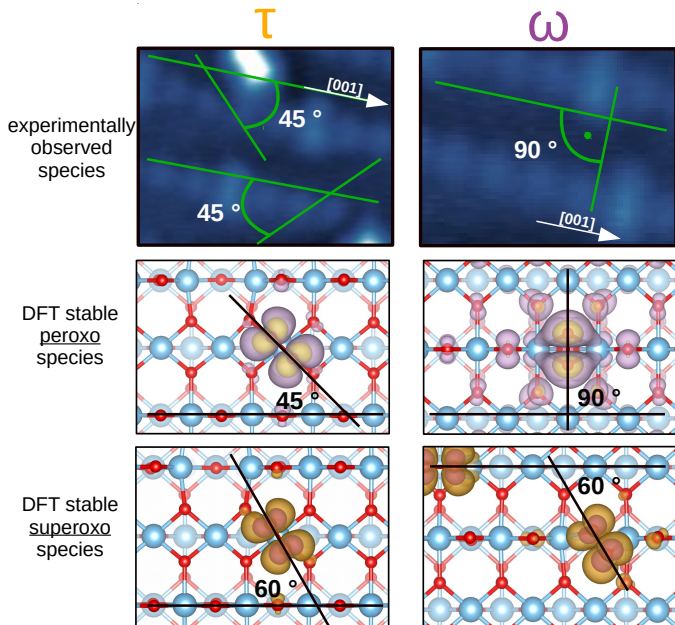 τ ω
experimentally
observed
species
[001]
45 °
45 °
90 °
[001]
DFT stable
peroxo
species
45 °
90 °
DFT stable
superoxo
species
60 °
60 °